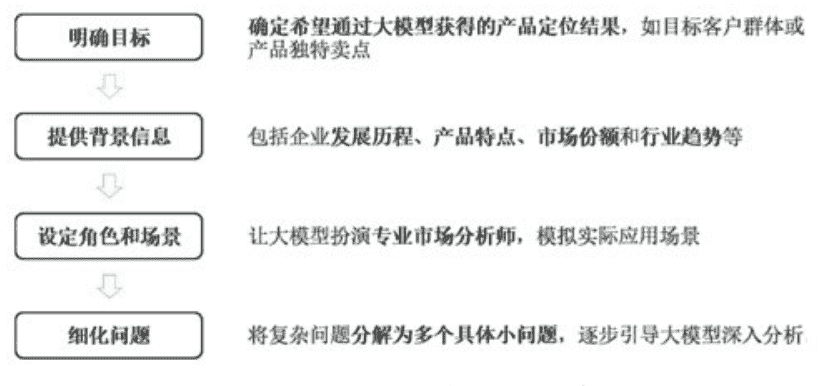 明确目标
确定希望通过大模型获得的产品定位结果，如目标客户群体或
产品独特卖点
提供背景信息
包括企业发展历程、产品特点、市场份额和行业趋势等
设定角色和场景
让大模型扮演专业市场分析师，模拟实际应用场景
细化问题
将复杂问题分解为多个具体小问题，逐步引导大模型深入分析